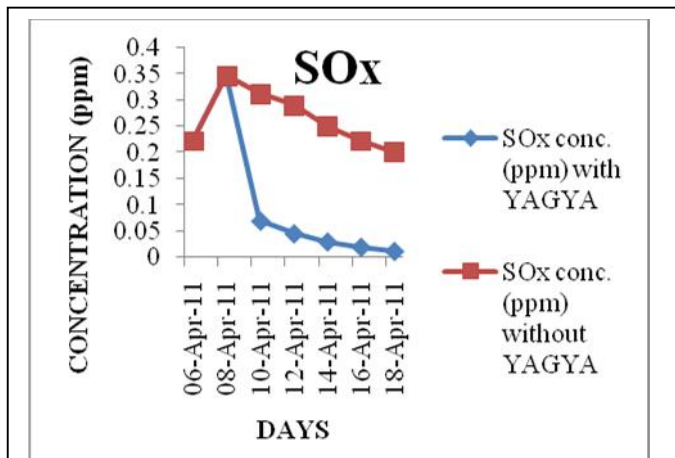 SOx
CONCENTRATION (ppm)
0.4
0.35
0.3
0.25
0.2
0.15
0.1
0.05
0
06-Apr-11
08-Apr-11
10-Apr-11
12-Apr-11
14-Apr-11
16-Apr-11
18-Apr-11
DAYS
SOx conc.
(ppm) with
YAGYA
SOx conc.
(ppm)
without
YAGYA